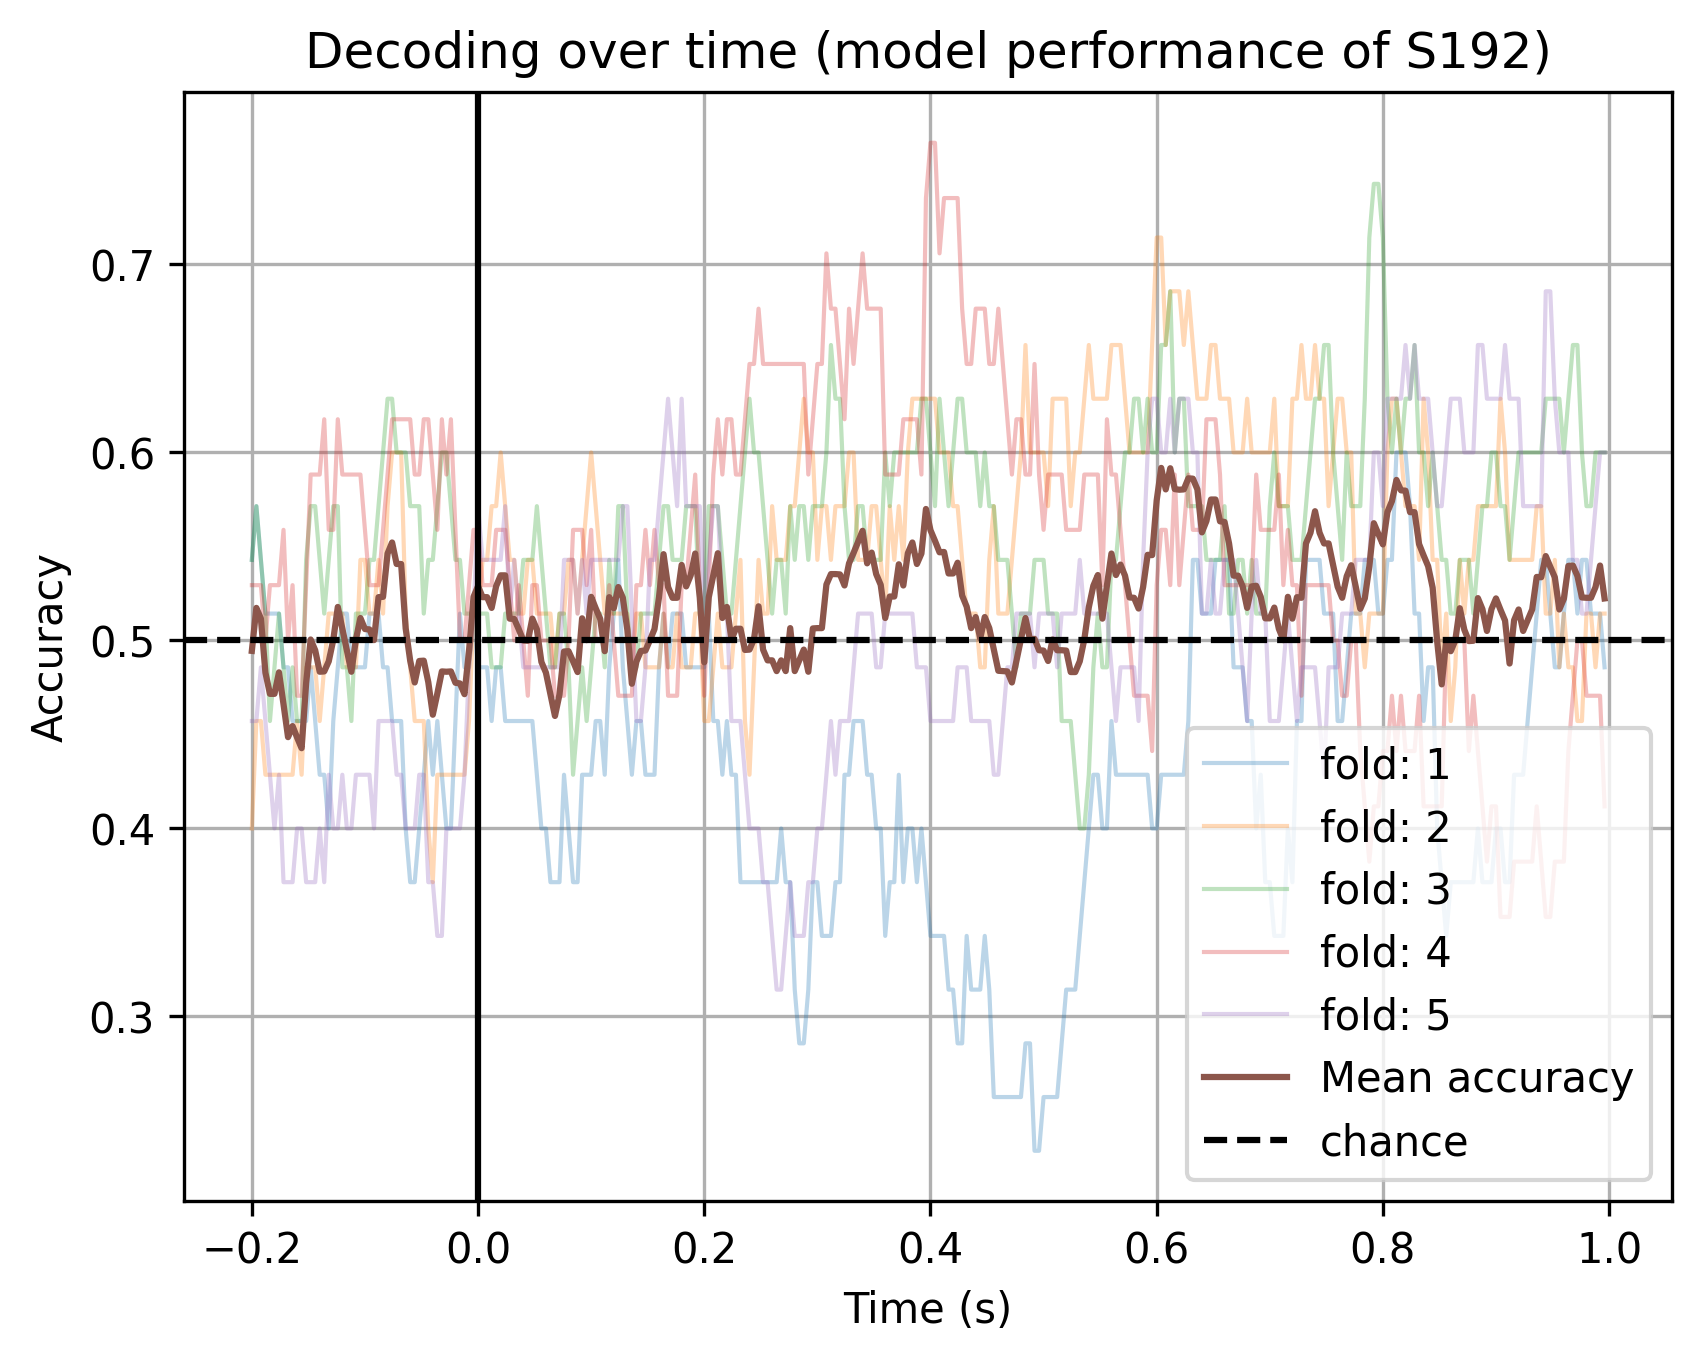 Decoding over time (model performance of S192)
Accuracy
0.7
0.6
0.5
0.4
0.3
fold: 1
fold: 2
fold: 3
fold: 4
fold: 5
Mean accuracy
chance
−0.2 0.0 0.2 0.4 0.6 0.8 1.0
Time (s)